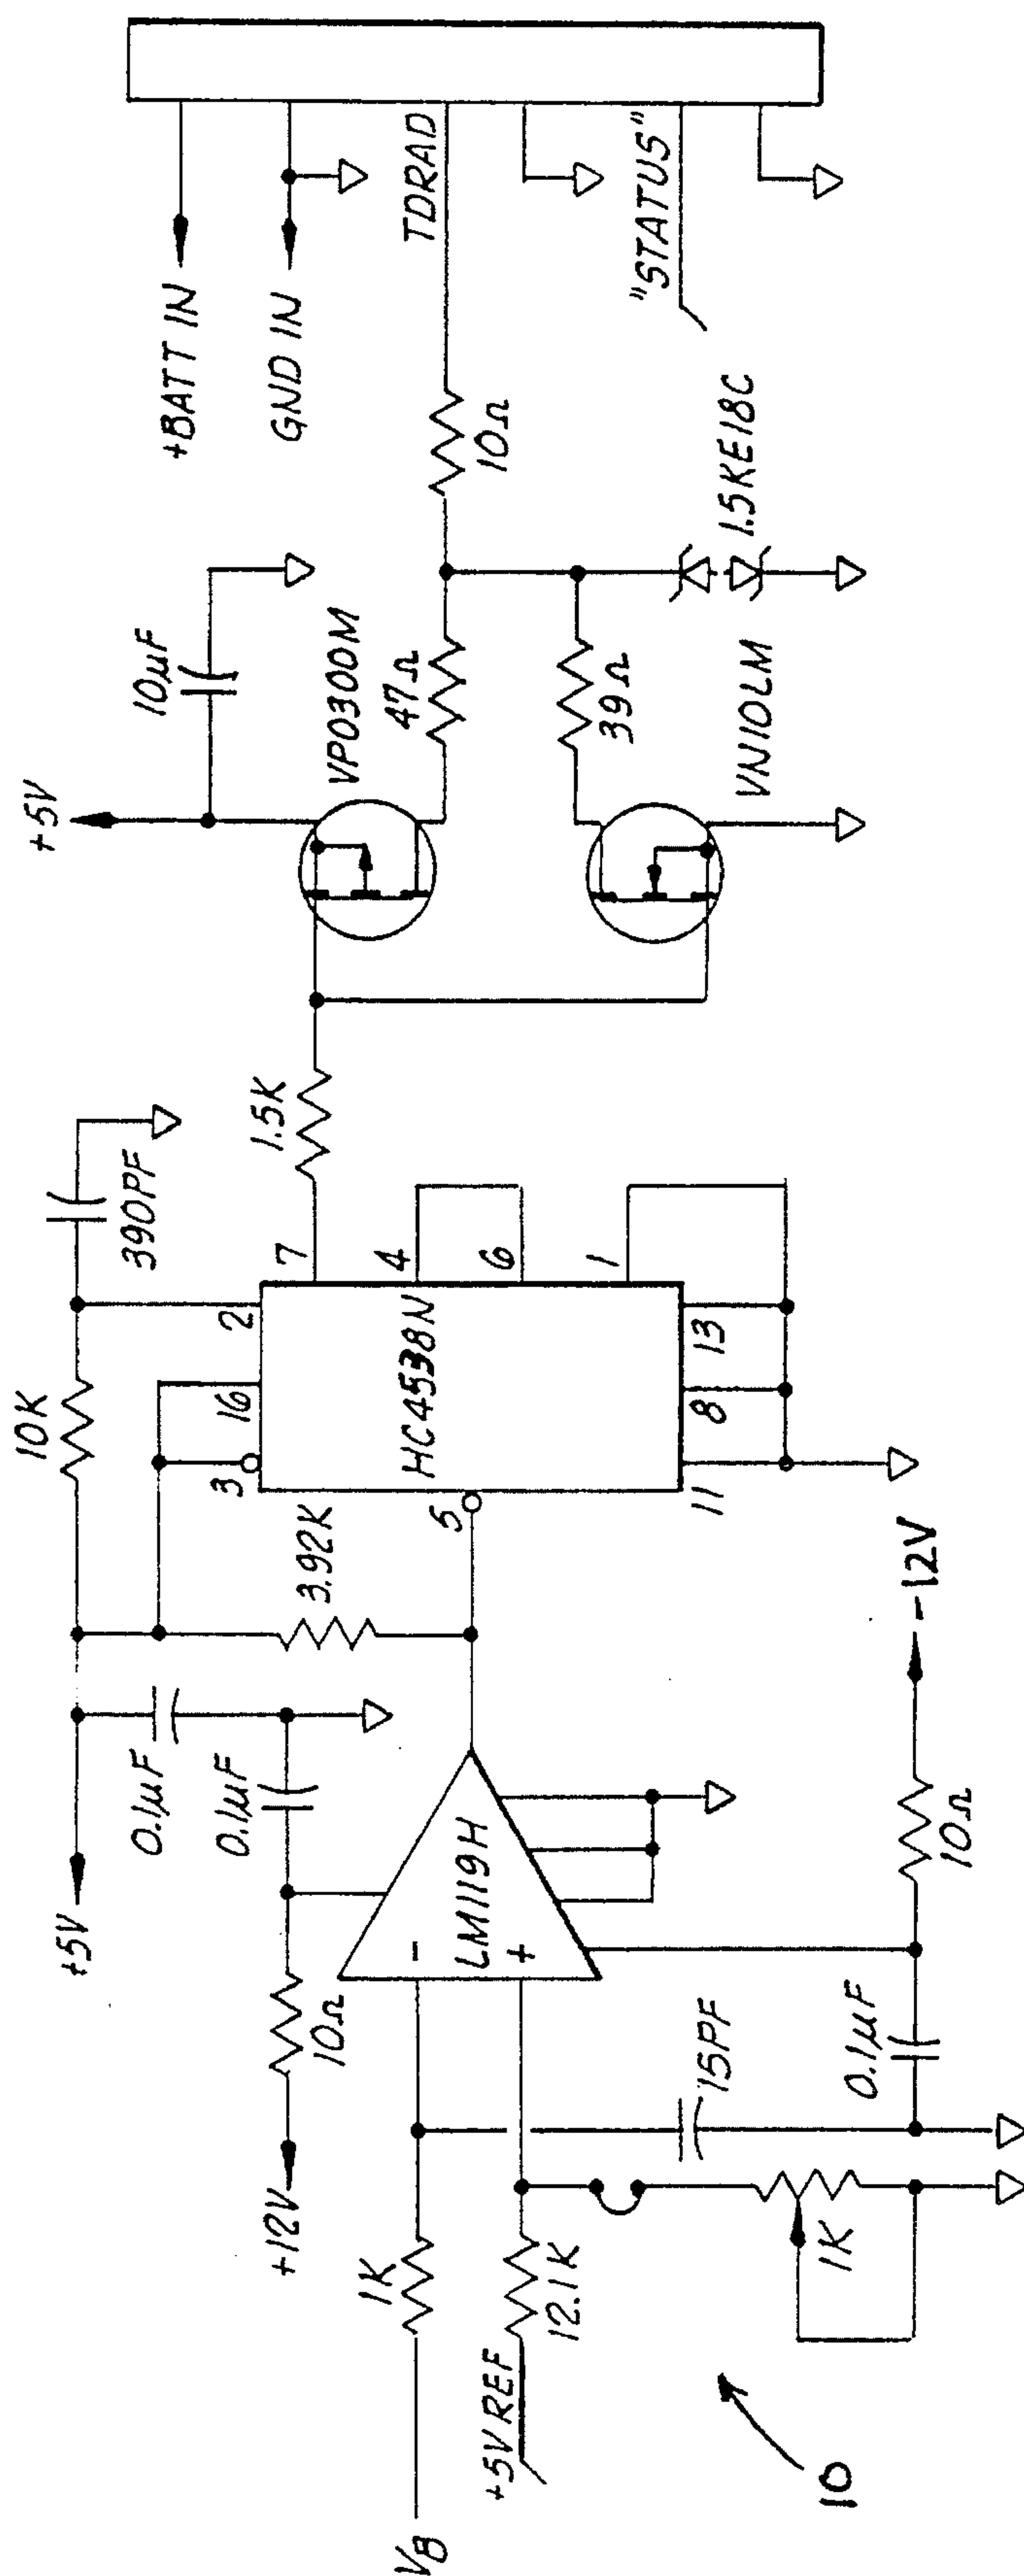 +BATT IN
GND IN
TDRAD
"STATUS"
10Ω
1.5KE18C
10µF
+5V
VP0300M
47Ω
39Ω
VN10LM
1.5K
390PF
10K
2
16
3
7
4
6
1
HC4538N
5
13
8
11
3.92K
+5V
0.1µF
0.1µF
10Ω
+12V
-
+
LM119H
-12V
10Ω
0.1µF
15PF
1K
12.1K
1K
VB
+5V REF
10